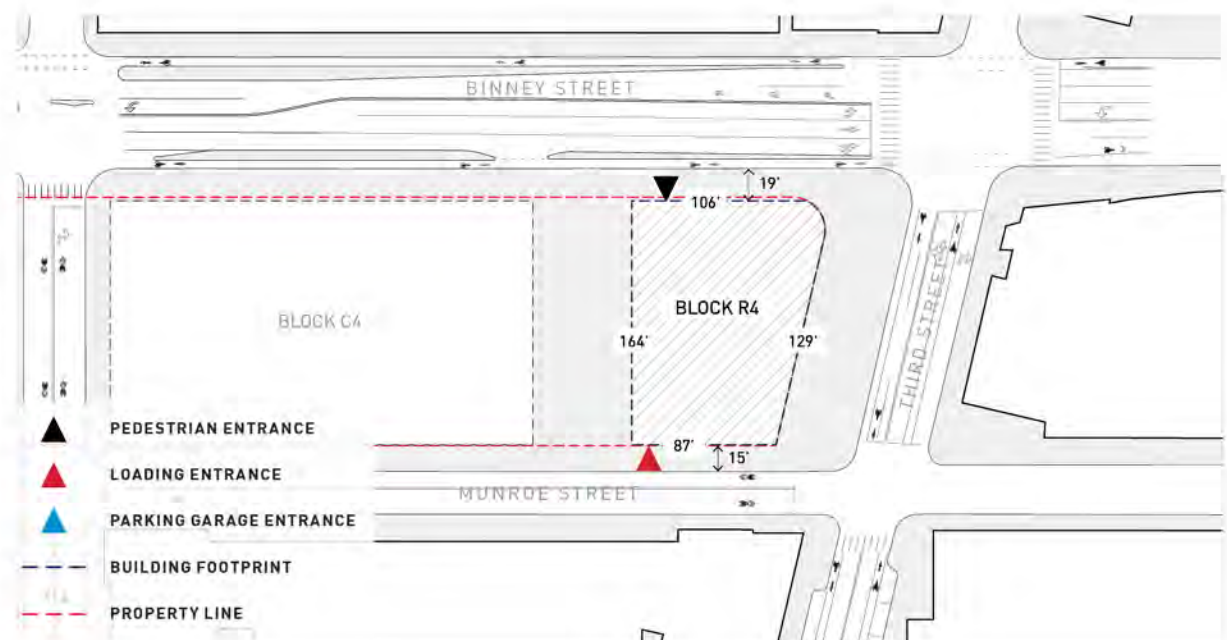 BINNEY STREET
19'
106'
BLOCK C4
BLOCK R4
164'
129'
THIRD STREET
87'
15'
MUNROE STREET
PEDESTRIAN ENTRANCE
LOADING ENTRANCE
PARKING GARAGE ENTRANCE
BUILDING FOOTPRINT
PROPERTY LINE